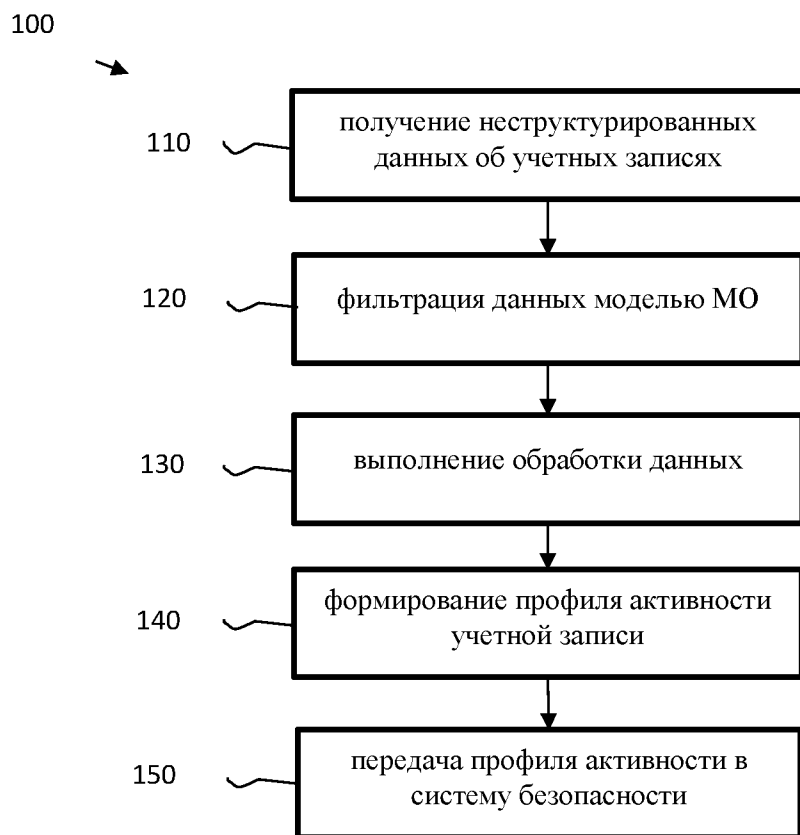 100
110
получение неструктурированных
данных об учетных записях
120
фильтрация данных моделью МО
130
выполнение обработки данных
140
формирование профиля активности
учетной записи
150
передача профиля активности в
систему безопасности